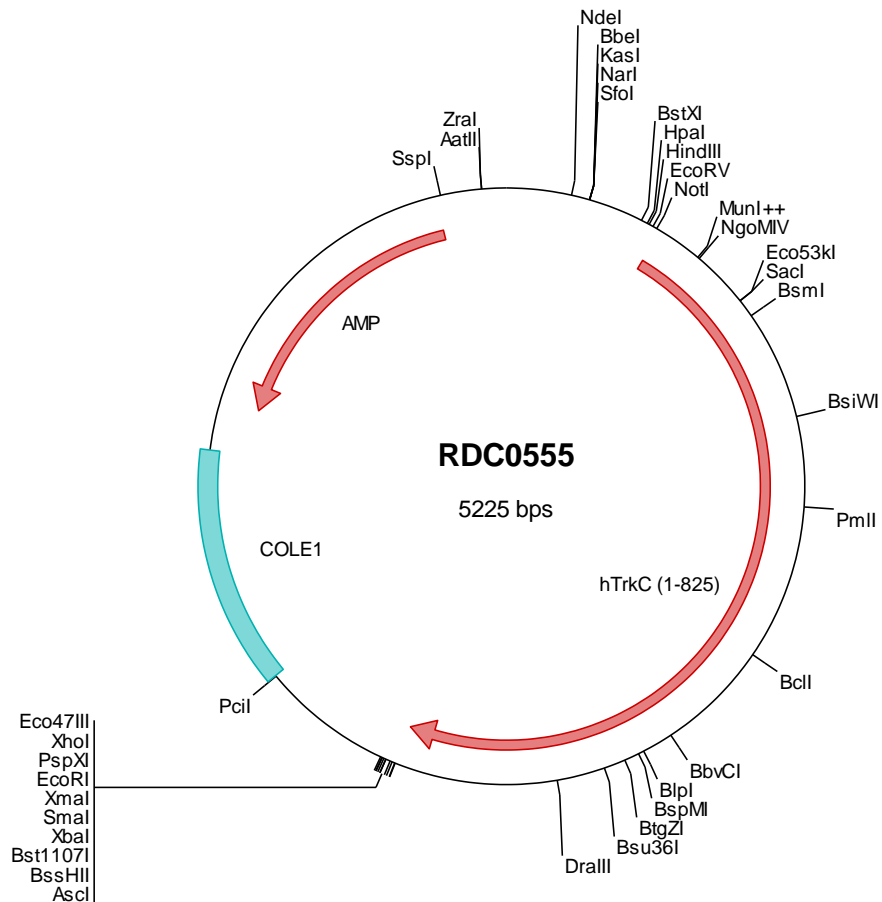 NdeI
BbeI
KasI
NarI
SfoI
ZraI
AatII
SspI
BstXI
HpaI
HindIII
EcoRV
NotI
MunI++
NgoMIV
Eco53kI
SacI
BsmI
AMP
BsiWI
RDC0555
5225 bps
PmlI
COLE1
hTrkC (1-825)
BclI
PciI
Eco47III
XhoI
PspXI
EcoRI
XmaI
SmaI
XbaI
Bst1107I
BssHII
AscI
BbvCI
BlpI
BspMI
BtgZI
Bsu36I
DraIII